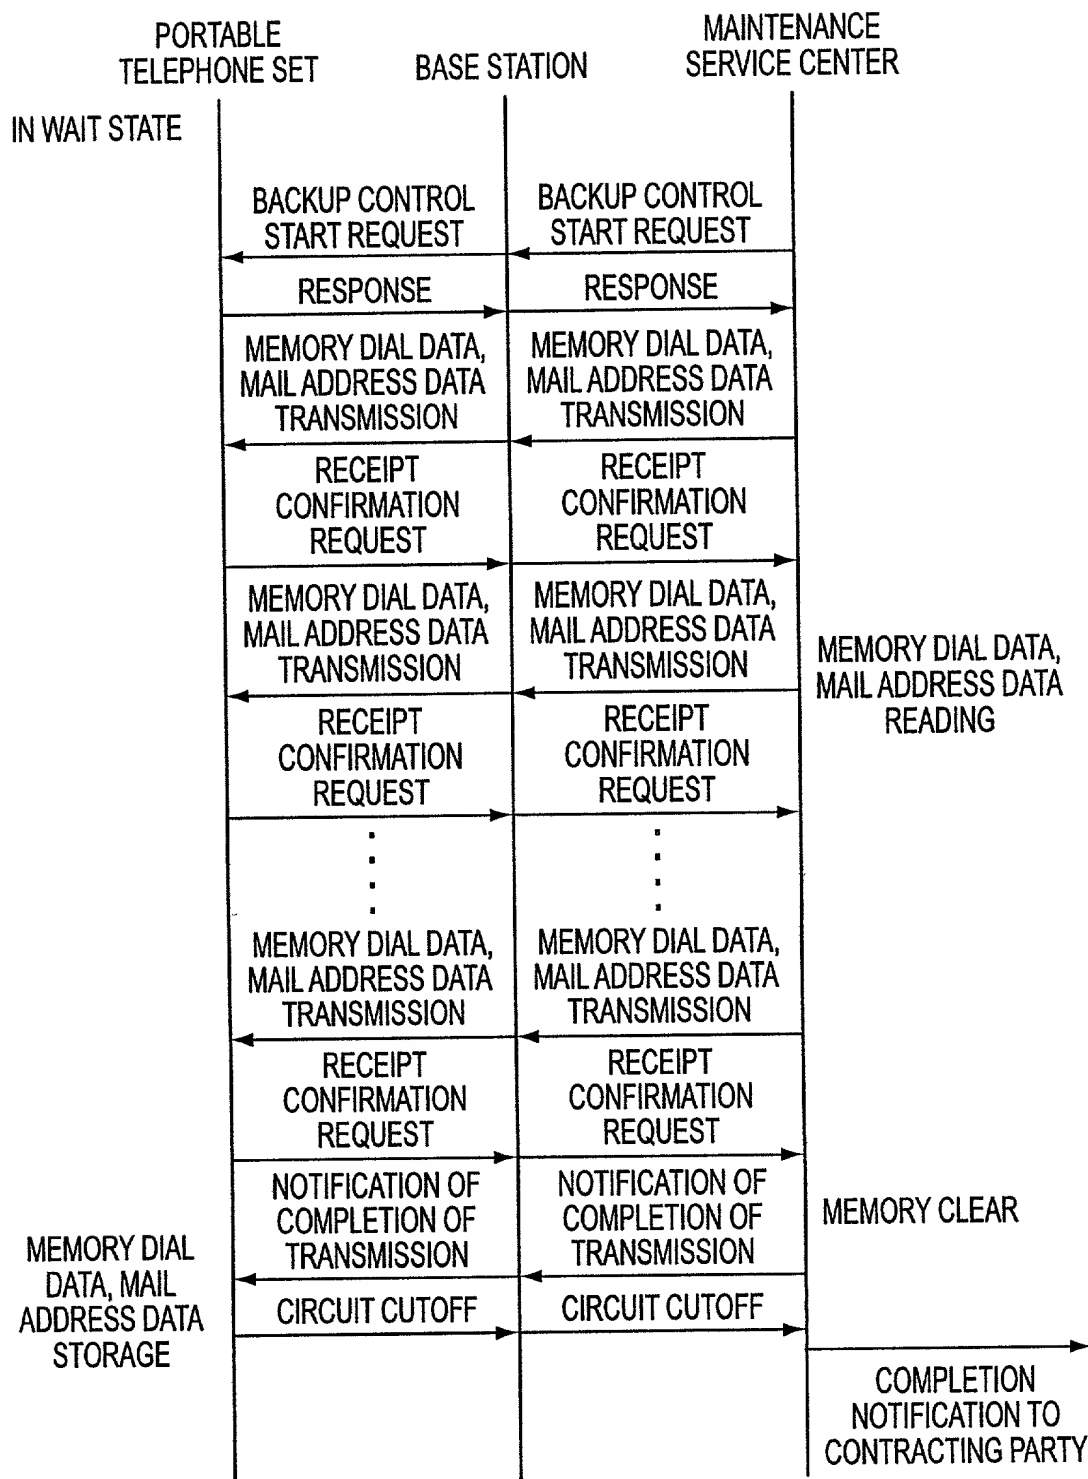 PORTABLE
TELEPHONE SET
BASE STATION
MAINTENANCE
SERVICE CENTER
IN WAIT STATE
BACKUP CONTROL
START REQUEST
BACKUP CONTROL
START REQUEST
RESPONSE
RESPONSE
MEMORY DIAL DATA,
MAIL ADDRESS DATA
TRANSMISSION
MEMORY DIAL DATA,
MAIL ADDRESS DATA
TRANSMISSION
RECEIPT
CONFIRMATION
REQUEST
RECEIPT
CONFIRMATION
REQUEST
MEMORY DIAL DATA,
MAIL ADDRESS DATA
TRANSMISSION
MEMORY DIAL DATA,
MAIL ADDRESS DATA
TRANSMISSION
MEMORY DIAL DATA,
MAIL ADDRESS DATA
READING
RECEIPT
CONFIRMATION
REQUEST
RECEIPT
CONFIRMATION
REQUEST
MEMORY DIAL DATA,
MAIL ADDRESS DATA
TRANSMISSION
MEMORY DIAL DATA,
MAIL ADDRESS DATA
TRANSMISSION
RECEIPT
CONFIRMATION
REQUEST
RECEIPT
CONFIRMATION
REQUEST
NOTIFICATION OF
COMPLETION OF
TRANSMISSION
NOTIFICATION OF
COMPLETION OF
TRANSMISSION
MEMORY CLEAR
MEMORY DIAL
DATA, MAIL
ADDRESS DATA
STORAGE
CIRCUIT CUTOFF
CIRCUIT CUTOFF
COMPLETION
NOTIFICATION TO
CONTRACTING PARTY